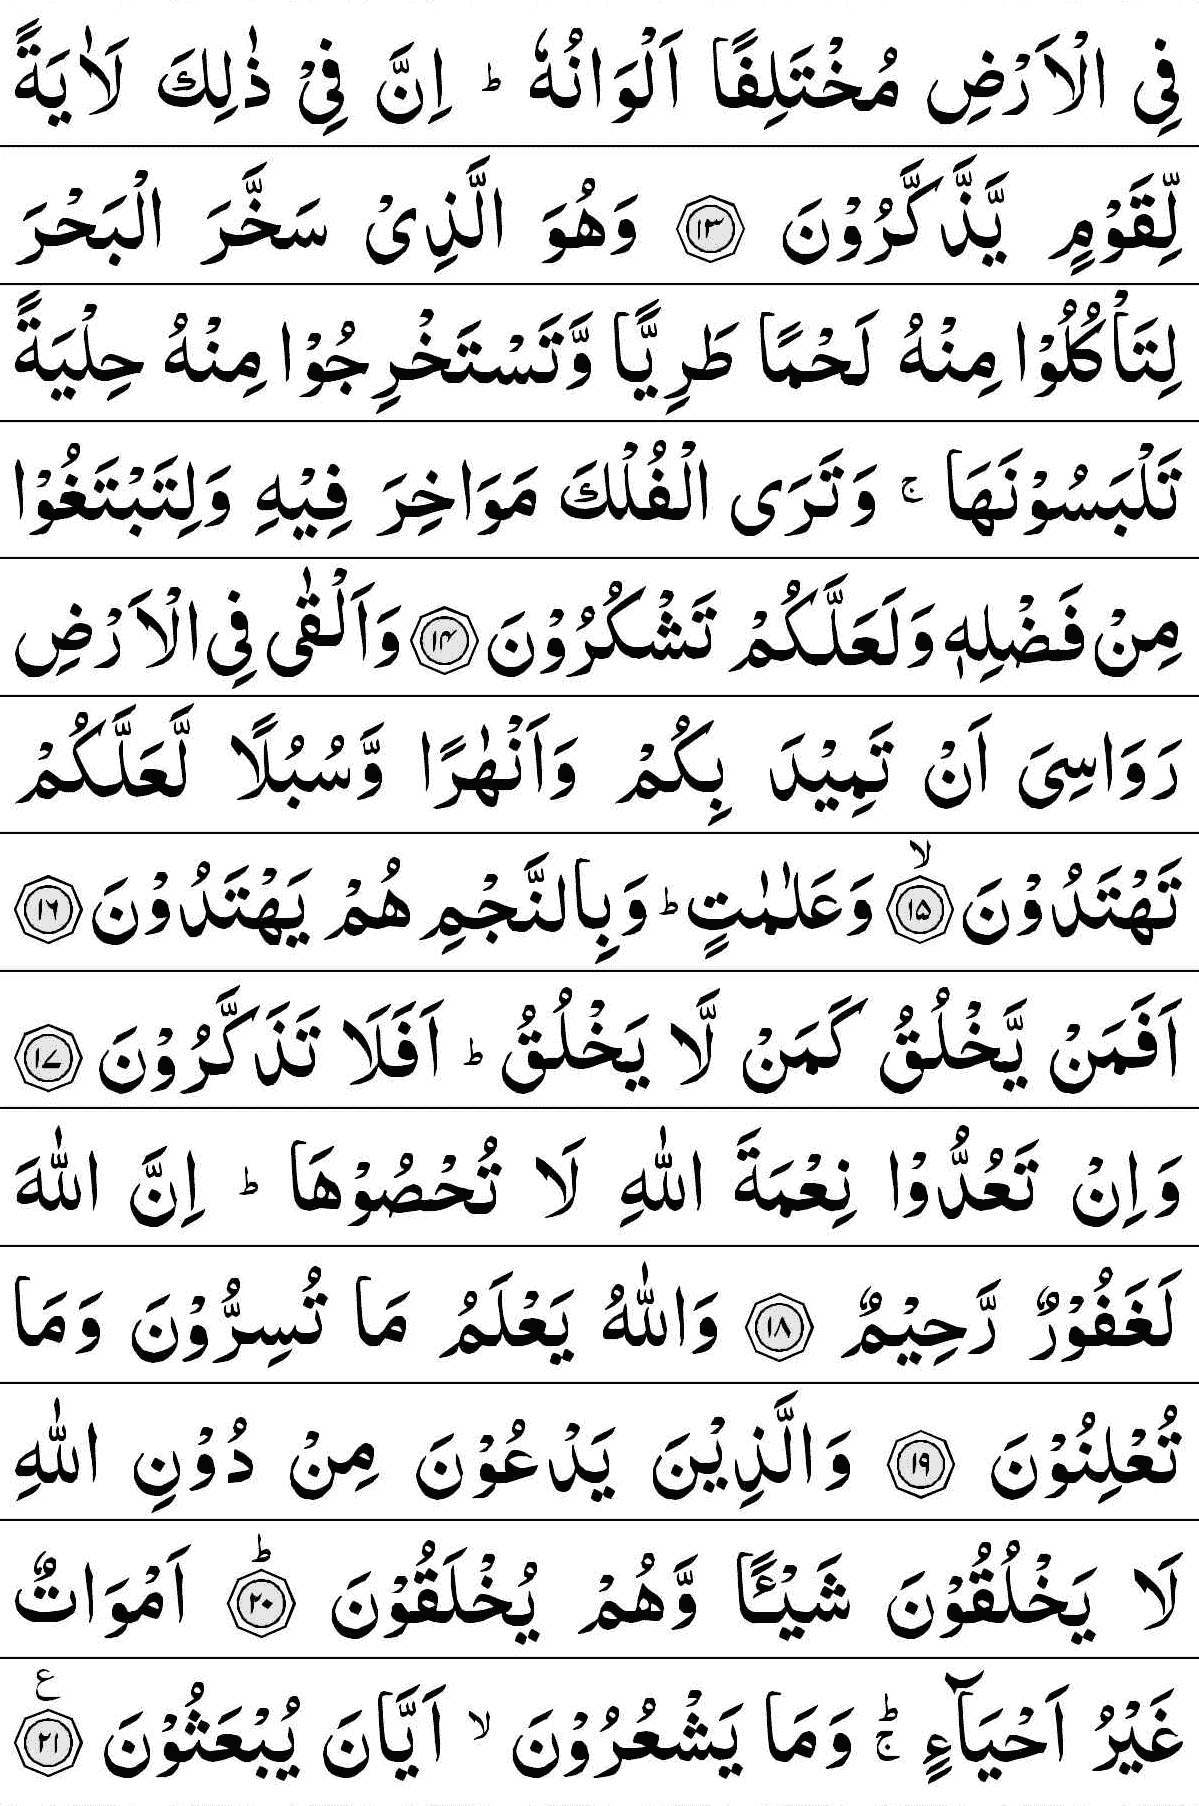 فِي الْاَرْضِ مُخْتَلِفًا اَلْوَانُهٗ ؕ اِنَّ فِيْ ذٰلِكَ لَاٰيَةً
لِّقَوْمٍ يَّذَّكَّرُوْنَ ۝۱۳ وَهُوَ الَّذِيْ سَخَّرَ الْبَحْرَ
لِتَاْكُلُوْا مِنْهُ لَحْمًا طَرِيًّا وَّتَسْتَخْرِجُوْا مِنْهُ حِلْيَةً
تَلْبَسُوْنَهَا ۚ وَتَرَى الْفُلْكَ مَوَاخِرَ فِيْهِ وَلِتَبْتَغُوْا
مِنْ فَضْلِهٖ وَلَعَلَّكُمْ تَشْكُرُوْنَ ۝۱۴ وَاَلْقٰى فِي الْاَرْضِ
رَوَاسِيَ اَنْ تَمِيْدَ بِكُمْ وَاَنْهٰرًا وَّسُبُلًا لَّعَلَّكُمْ
تَهْتَدُوْنَ ۙ۝۱۵ وَعَلٰمٰتٍ ؕ وَبِالنَّجْمِ هُمْ يَهْتَدُوْنَ ۝۱۶
اَفَمَنْ يَّخْلُقُ كَمَنْ لَّا يَخْلُقُ ؕ اَفَلَا تَذَكَّرُوْنَ ۝۱۷
وَاِنْ تَعُدُّوْا نِعْمَةَ اللّٰهِ لَا تُحْصُوْهَا ؕ اِنَّ اللّٰهَ
لَغَفُوْرٌ رَّحِيْمٌ ۝۱۸ وَاللّٰهُ يَعْلَمُ مَا تُسِرُّوْنَ وَمَا
تُعْلِنُوْنَ ۝۱۹ وَالَّذِيْنَ يَدْعُوْنَ مِنْ دُوْنِ اللّٰهِ
لَا يَخْلُقُوْنَ شَيْـًٔا وَّهُمْ يُخْلَقُوْنَ ؕ۝۲۰ اَمْوَاتٌ
غَيْرُ اَحْيَآءٍ ۚؕ وَمَا يَشْعُرُوْنَ ۙ اَيَّانَ يُبْعَثُوْنَ ۝۲۱ ع